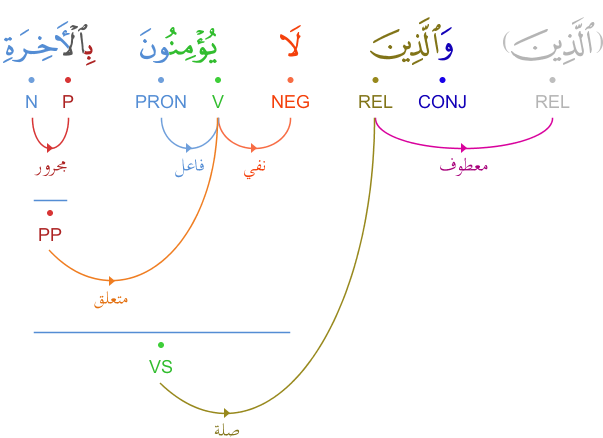 (ٱلَّذِينَ) وَٱلَّذِينَ لَا يُؤْمِنُونَ بِٱلْأَخِرَةِ
REL CONJ REL NEG V PRON P N
معطوف نفي فاعل مجرور
PP
متعلق
VS
صلة